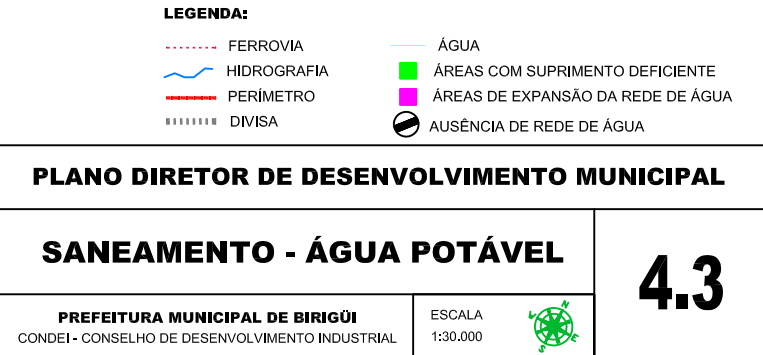 LEGENDA:
FERROVIA
HIDROGRAFIA
PERÍMETRO
DIVISA
ÁGUA
ÁREAS COM SUPRIMENTO DEFICIENTE
ÁREAS DE EXPANSÃO DA REDE DE ÁGUA
AUSÊNCIA DE REDE DE ÁGUA
PLANO DIRETOR DE DESENVOLVIMENTO MUNICIPAL
SANEAMENTO - ÁGUA POTÁVEL
4.3
PREFEITURA MUNICIPAL DE BIRIGÜI
CONDEI - CONSELHO DE DESENVOLVIMENTO INDUSTRIAL
ESCALA
1:30.000
N
E
S